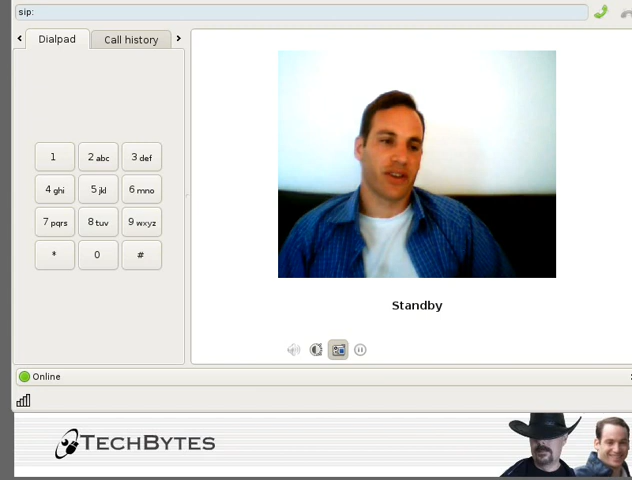 sip:
Dialpad
Call history
1
2 abc
3 def
4 ghi
5 jkl
6 mno
7 pqrs
8 tuv
9 wxyz
*
0
#
Standby
Online
TECHBYTES